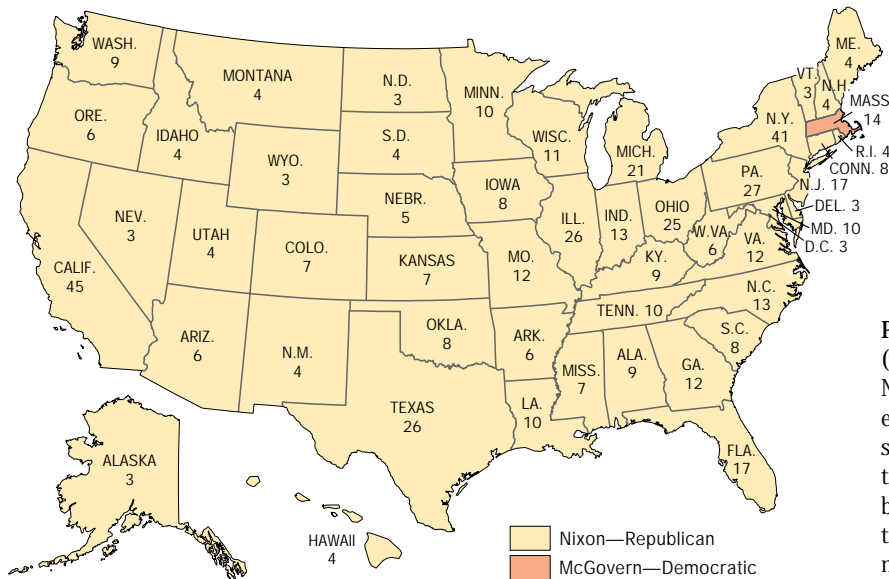 WASH.
9
ORE.
6
CALIF.
45
NEV.
3
IDAHO
4
MONTANA
4
WYO.
3
UTAH
4
COLO.
7
ARIZ.
6
N.M.
4
N.D.
3
S.D.
4
NEBR.
5
KANSAS
7
OKLA.
8
TEXAS
26
MINN.
10
IOWA
8
MO.
12
ARK.
6
LA.
10
WISC.
11
ILL.
26
MICH.
21
IND.
13
OHIO
25
KY.
9
TENN. 10
MISS.
7
ALA.
9
GA.
12
FLA.
17
S.C.
8
N.C.
13
VA.
12
W.VA.
6
PA.
27
N.Y.
41
VT.
3
N.H.
4
ME.
4
MASS
14
R.I. 4
CONN. 8
N.J. 17
DEL. 3
MD. 10
D.C. 3
ALASKA
3
HAWAII
4
Nixon—Republican
McGovern—Democratic